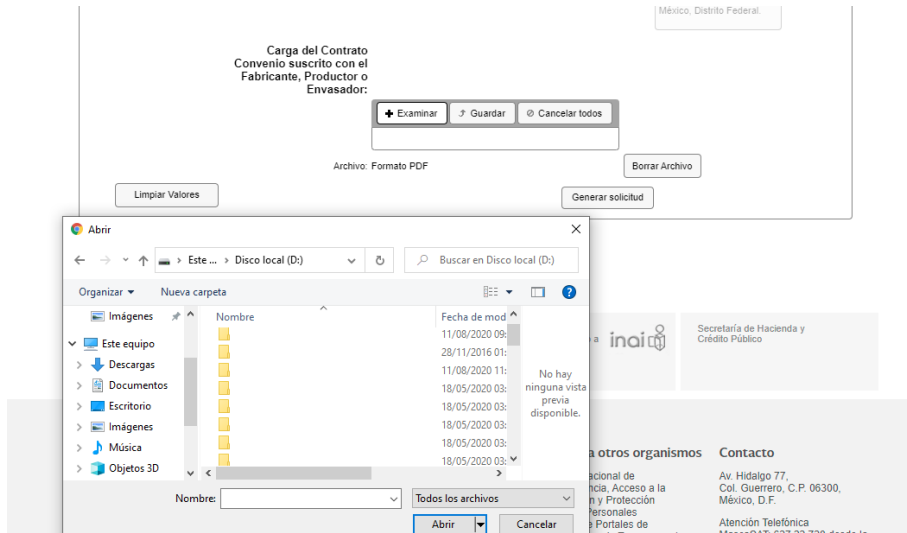 México, Distrito Federal.
Carga del Contrato
Convenio suscrito con el
Fabricante, Productor o
Envasador:
Examinar Guardar Cancelar todos
Archivo: Formato PDF Borrar Archivo
Limpiar Valores Generar solicitud
Abrir
Este ... Disco local (D:) Buscar en Disco local (D:)
Organizar Nueva carpeta
Nombre Fecha de mod
Imágenes
Este equipo
Descargas
Documentos
Escritorio
Imágenes
Música
Objetos 3D
11/08/2020 09:
28/11/2016 01:
11/08/2020 11:
18/05/2020 03:
18/05/2020 03:
18/05/2020 03:
18/05/2020 03:
18/05/2020 03:
No hay
ninguna vista
previa
disponible.
Nombre: Todos los archivos
Abrir Cancelar
a inai
Secretaría de Hacienda y
Crédito Público
a otros organismos
acional de
ncia, Acceso a la
n y Protección
Personales
e Portales de
Contacto
Av. Hidalgo 77,
Col. Guerrero, C.P. 06300,
México, D.F.
Atención Telefónica